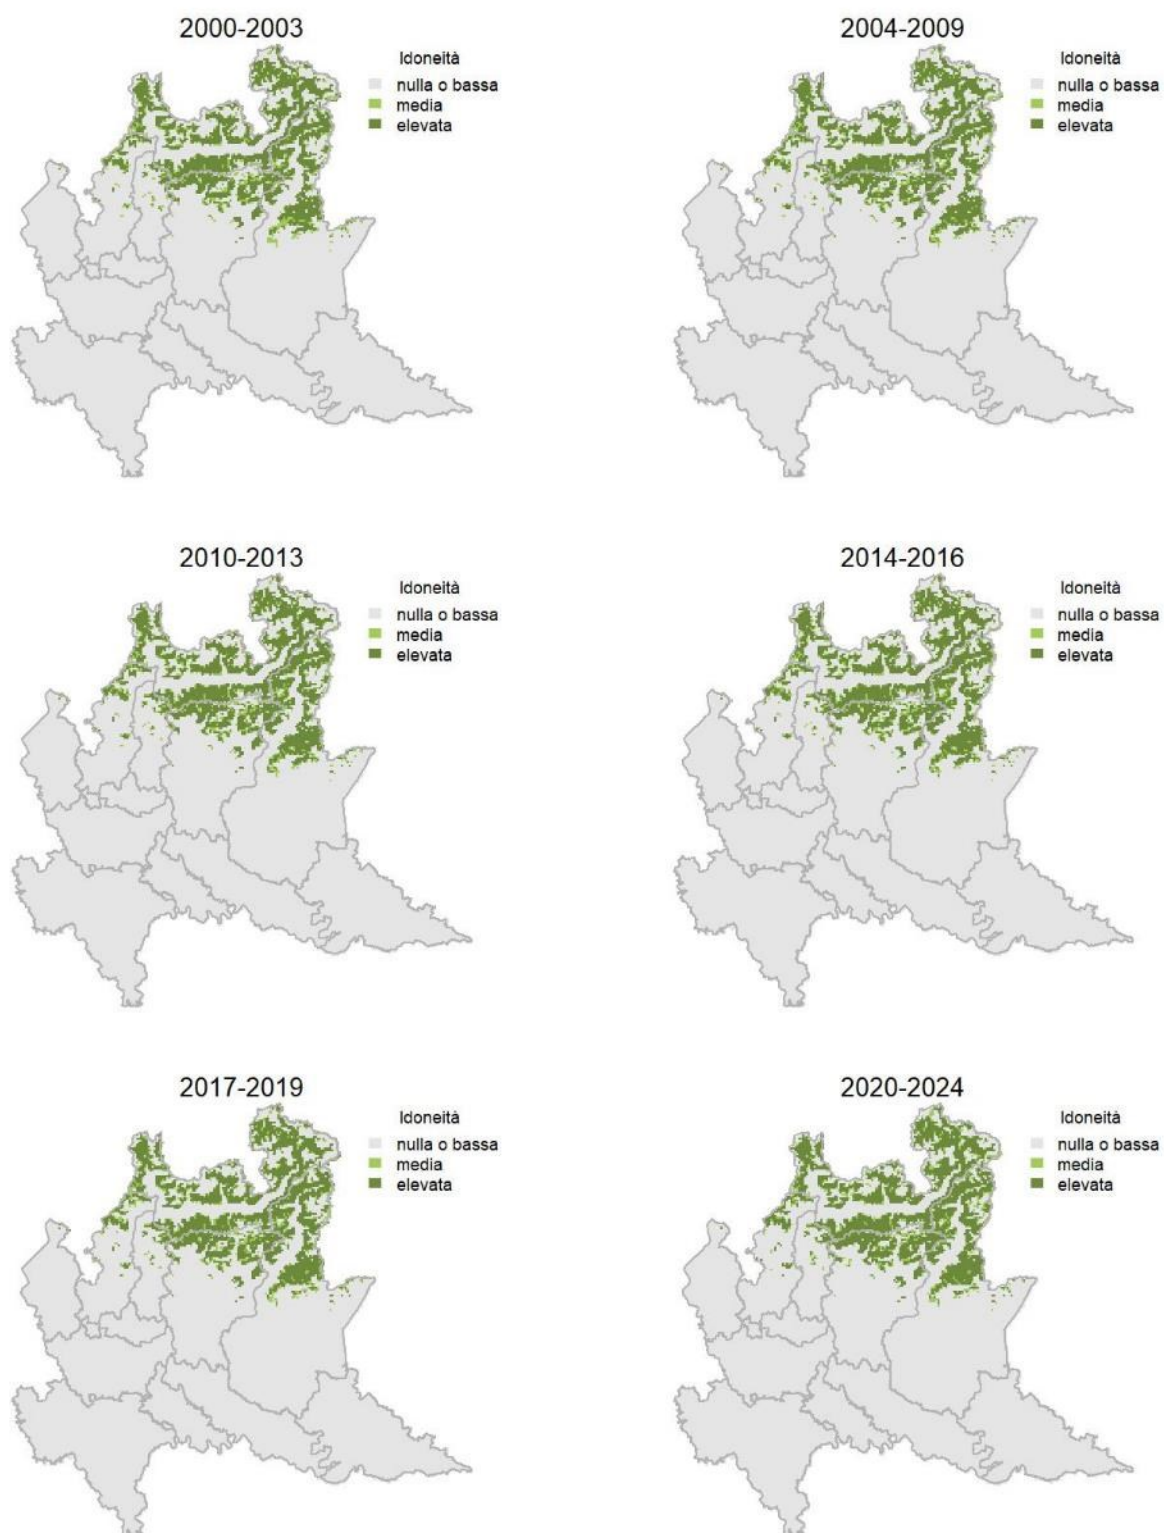 2000-2003
Idoneità
nulla o bassa
media
elevata
2004-2009
Idoneità
nulla o bassa
media
elevata
2010-2013
Idoneità
nulla o bassa
media
elevata
2014-2016
Idoneità
nulla o bassa
media
elevata
2017-2019
Idoneità
nulla o bassa
media
elevata
2020-2024
Idoneità
nulla o bassa
media
elevata